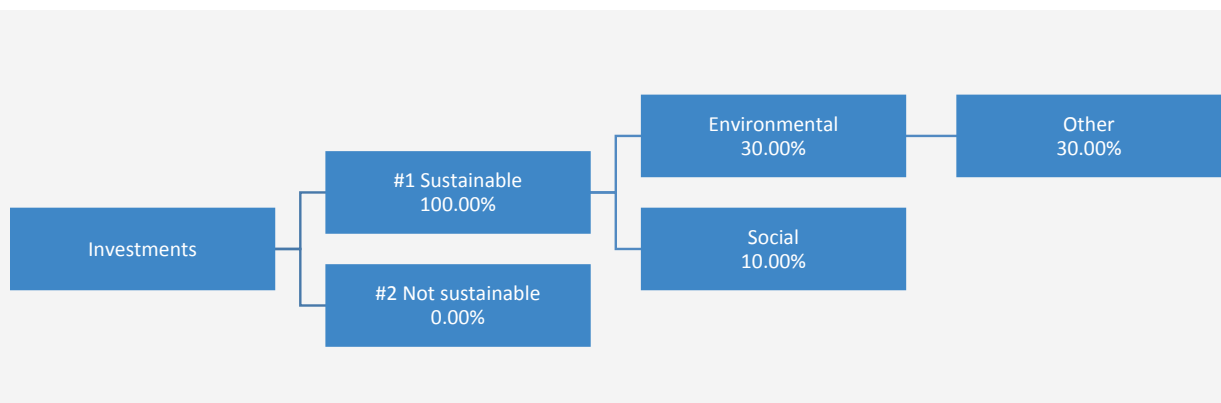 Investments
#1 Sustainable
100.00%
#2 Not sustainable
0.00%
Environmental
30.00%
Social
10.00%
Other
30.00%